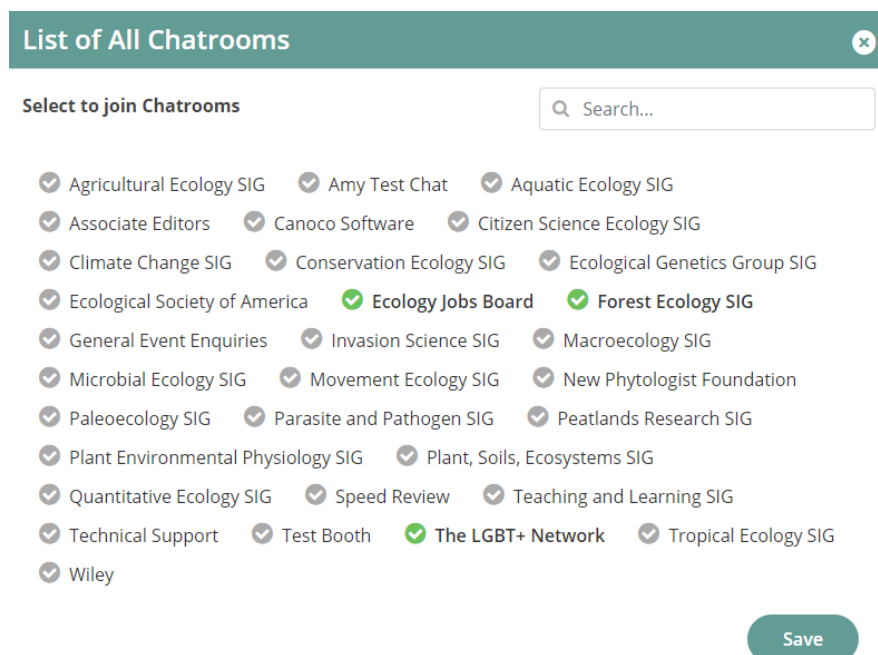 List of All Chatrooms
Select to join Chatrooms
Search...
Agricultural Ecology SIG Amy Test Chat Aquatic Ecology SIG
Associate Editors Canoco Software Citizen Science Ecology SIG
Climate Change SIG Conservation Ecology SIG Ecological Genetics Group SIG
Ecological Society of America Ecology Jobs Board Forest Ecology SIG
General Event Enquiries Invasion Science SIG Macroecology SIG
Microbial Ecology SIG Movement Ecology SIG New Phytologist Foundation
Paleoecology SIG Parasite and Pathogen SIG Peatlands Research SIG
Plant Environmental Physiology SIG Plant, Soils, Ecosystems SIG
Quantitative Ecology SIG Speed Review Teaching and Learning SIG
Technical Support Test Booth The LGBT+ Network Tropical Ecology SIG
Wiley
Save